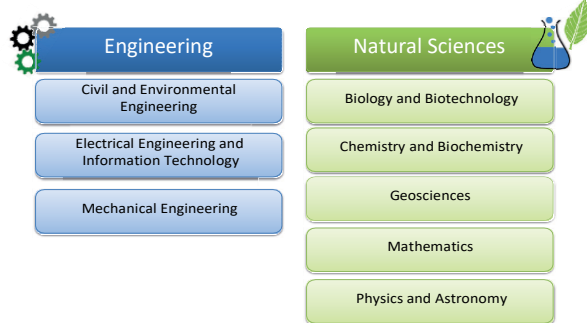 Engineering
Civil and Environmental
Engineering
Electrical Engineering and
Information Technology
Mechanical Engineering
Natural Sciences
Biology and Biotechnology
Chemistry and Biochemistry
Geosciences
Mathematics
Physics and Astronomy